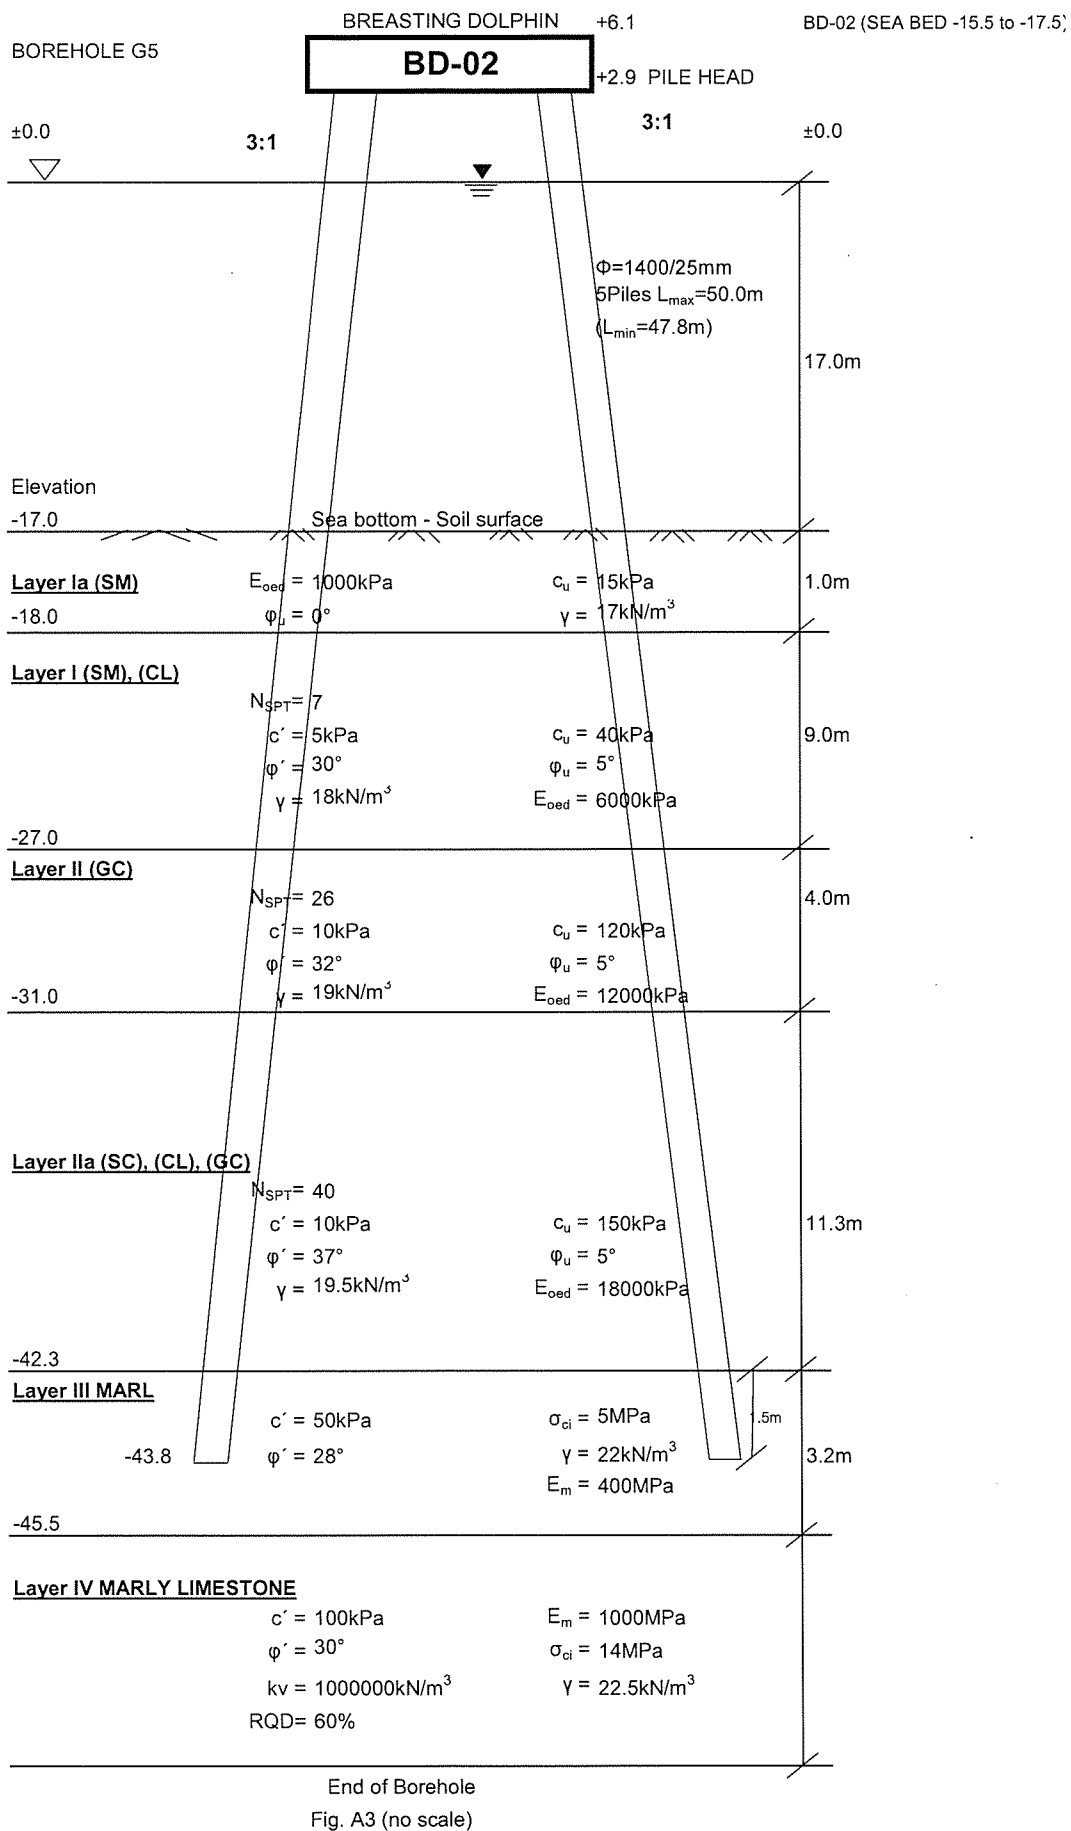 BREASTING DOLPHIN +6.1 BD-02 (SEA BED -15.5 to -17.5)
BOREHOLE G5
BD-02
+2.9 PILE HEAD
±0.0 3:1 3:1 ±0.0
Φ=1400/25mm
5Piles Lmax=50.0m
(Lmin=47.8m)
17.0m
Elevation
-17.0 Sea bottom - Soil surface
Layer Ia (SM) Eoed = 1000kPa cu = 15kPa 1.0m
-18.0 φu = 0° γ = 17kN/m³
Layer I (SM), (CL)
NSPT= 7
c´ = 5kPa cu = 40kPa 9.0m
φ´ = 30° φu = 5°
γ = 18kN/m³ Eoed = 6000kPa
-27.0
Layer II (GC)
NSPT= 26 4.0m
c´ = 10kPa cu = 120kPa
φ´ = 32° φu = 5°
-31.0 γ = 19kN/m³ Eoed = 12000kPa
Layer IIa (SC), (CL), (GC)
NSPT= 40
c´ = 10kPa cu = 150kPa 11.3m
φ´ = 37° φu = 5°
γ = 19.5kN/m³ Eoed = 18000kPa
-42.3
Layer III MARL
c´ = 50kPa σci = 5MPa 1.5m
-43.8 φ´ = 28° γ = 22kN/m³ 3.2m
Em = 400MPa
-45.5
Layer IV MARLY LIMESTONE
c´ = 100kPa Em = 1000MPa
φ´ = 30° σci = 14MPa
kv = 1000000kN/m³ γ = 22.5kN/m³
RQD= 60%
End of Borehole
Fig. A3 (no scale)